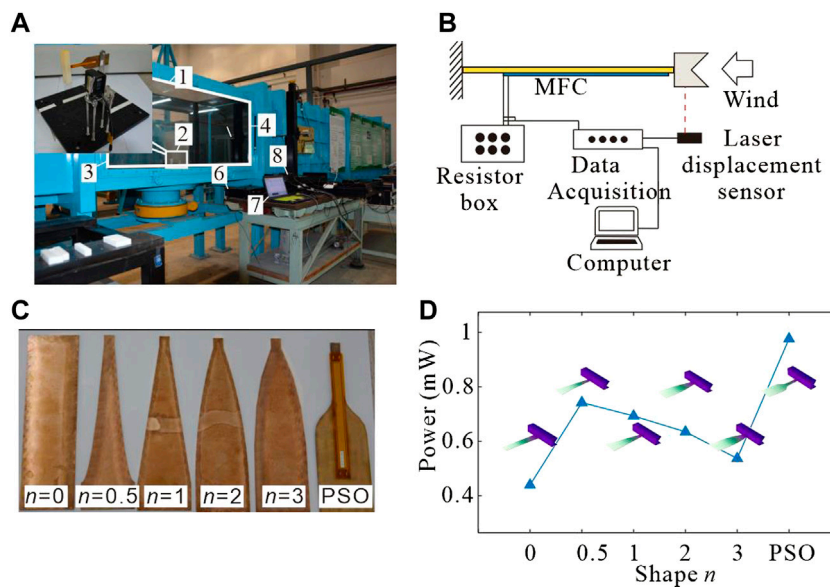 A
1
2
3
4
6
7
8
B
MFC
Wind
Resistor
box
Data
Acquisition
Laser
displacement
sensor
Computer
C
n=0
n=0.5
n=1
n=2
n=3
PSO
D
Power (mW)
1
0.8
0.6
0.4
0
0.5
1
2
3
PSO
Shape n